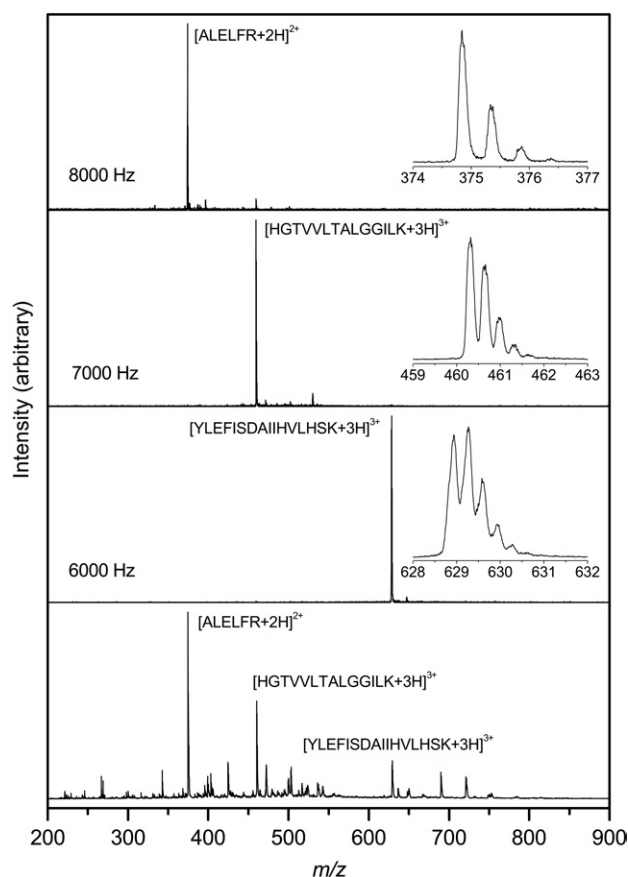 [ALELFR+2H]²⁺
8000 Hz
374 375 376 377
[HGTVVLTALGGILK+3H]³⁺
7000 Hz
459 460 461 462 463
[YLEFISDAIIHVLHSK+3H]³⁺
6000 Hz
628 629 630 631 632
[ALELFR+2H]²⁺
[HGTVVLTALGGILK+3H]³⁺
[YLEFISDAIIHVLHSK+3H]³⁺
200 300 400 500 600 700 800 900
m/z
Intensity (arbitrary)